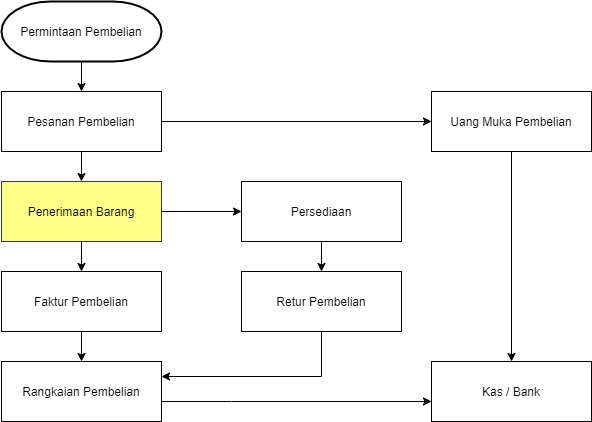 Permintaan Pembelian
Pesanan Pembelian
Uang Muka Pembelian
Penerimaan Barang
Persediaan
Faktur Pembelian
Retur Pembelian
Rangkaian Pembelian
Kas / Bank